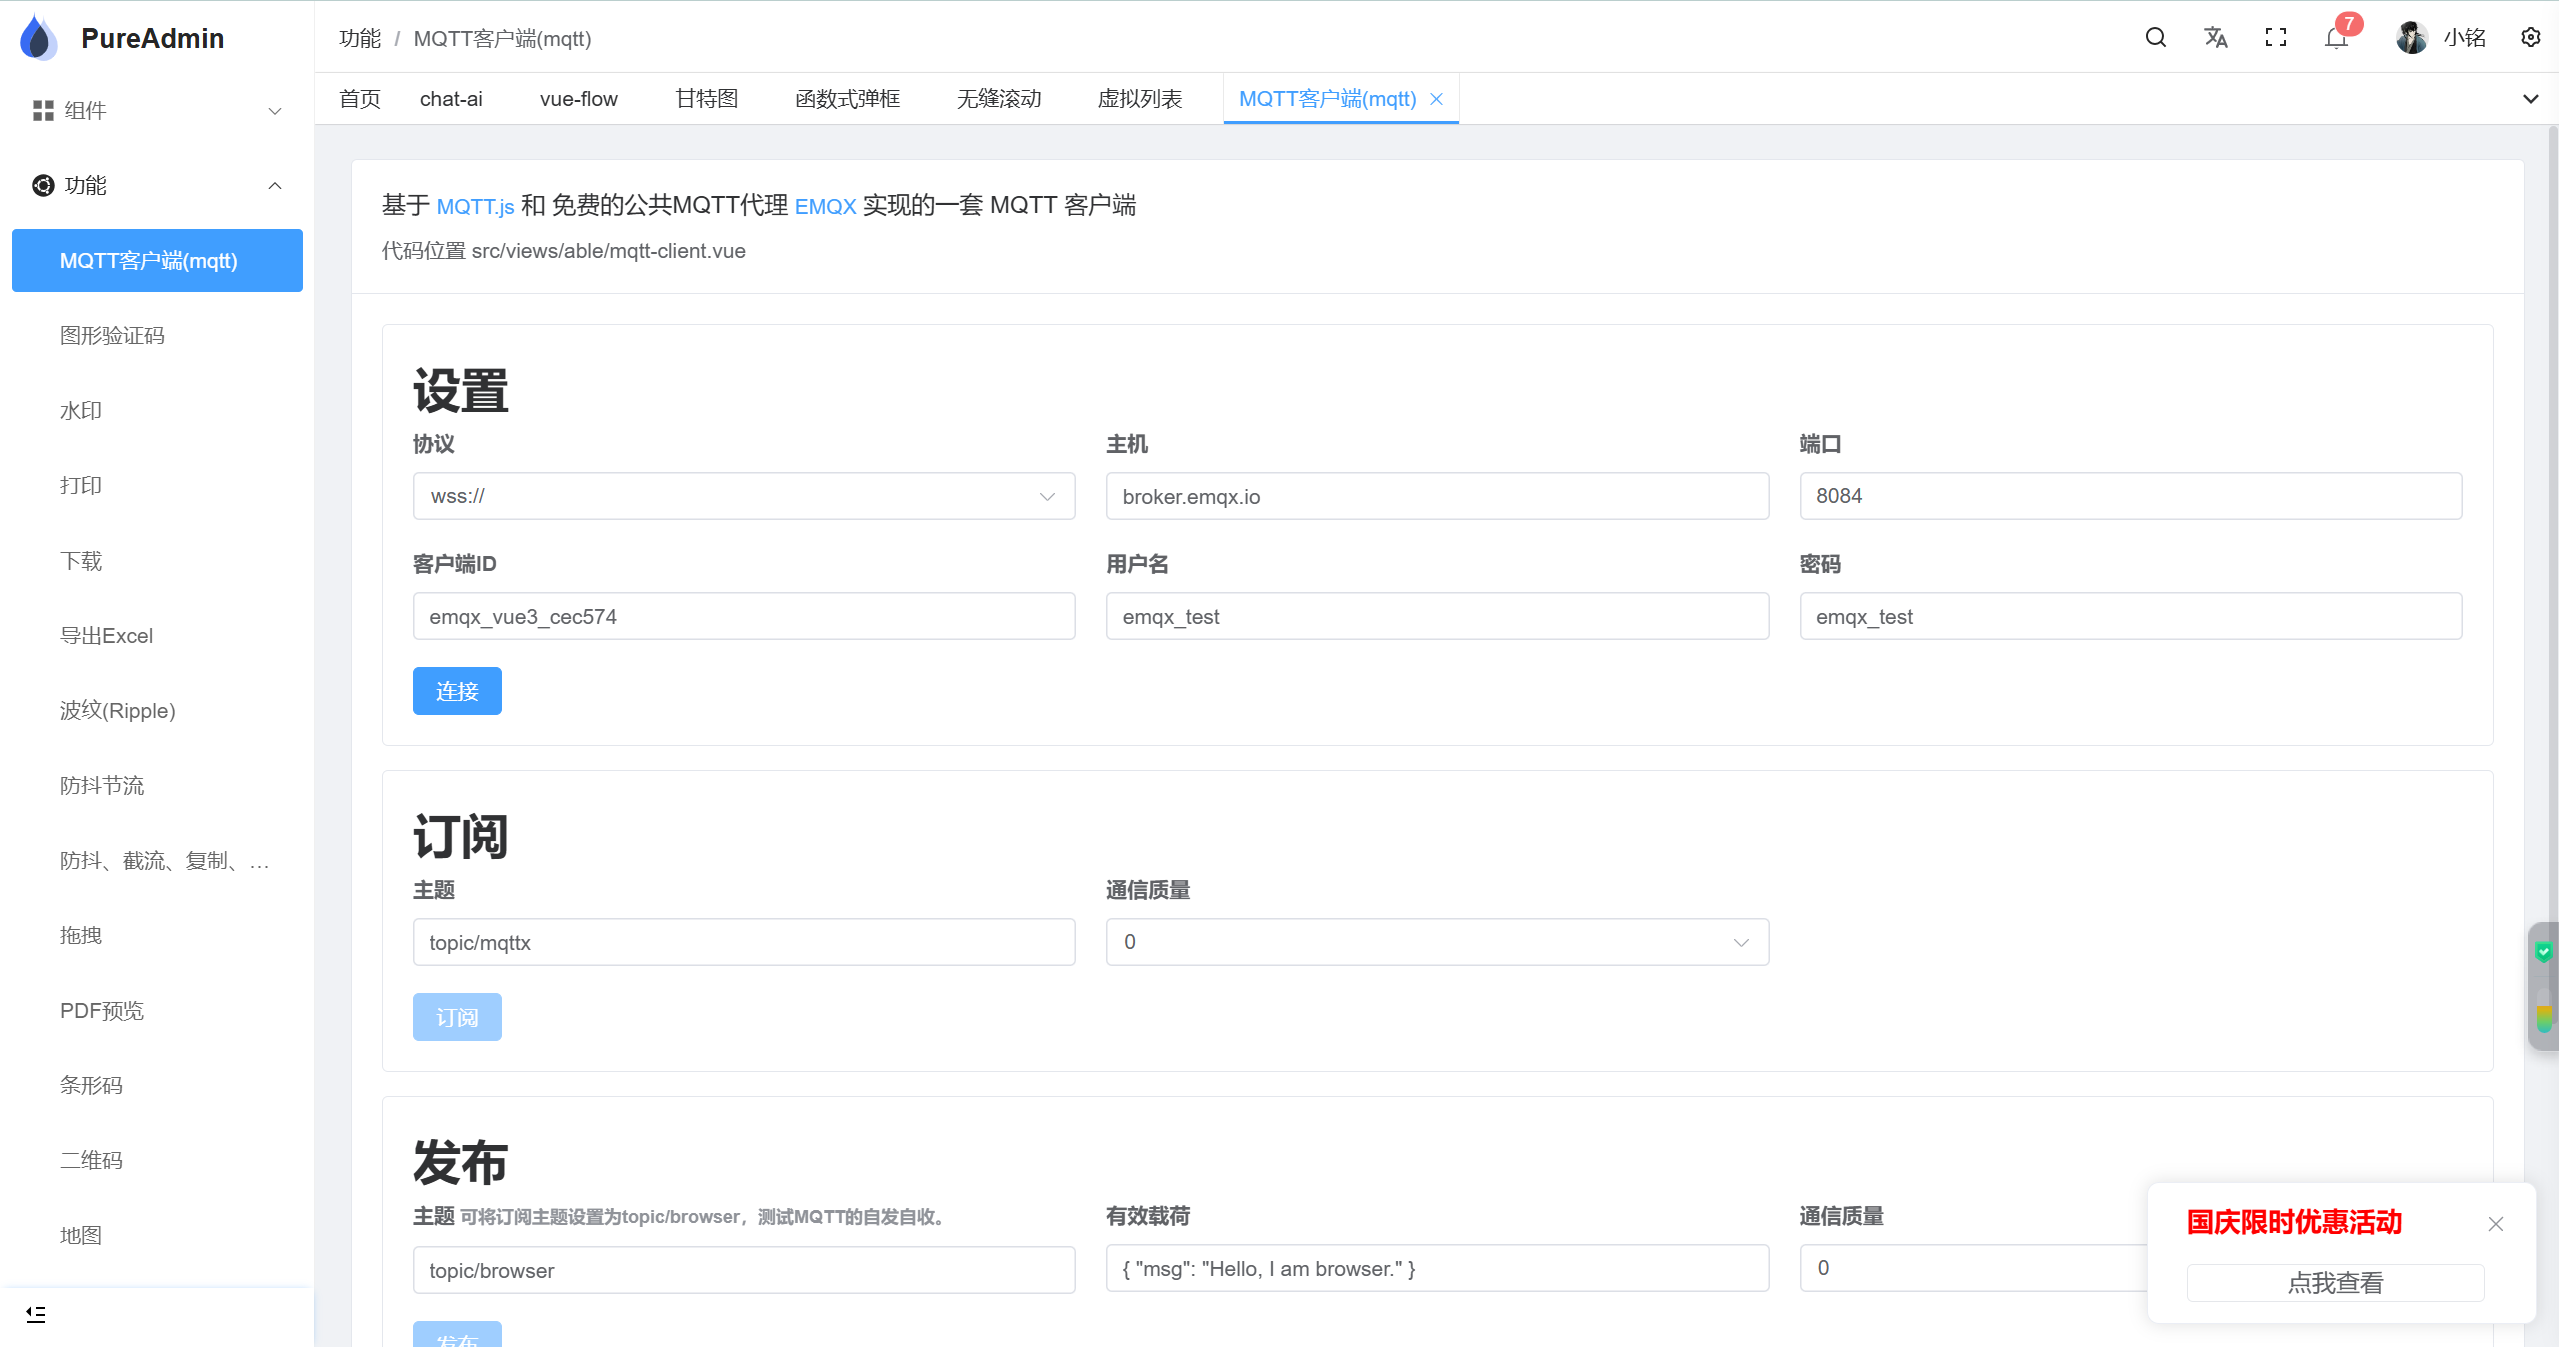 PureAdmin
组件
功能
MQTT客户端(mqtt)
图形验证码
水印
打印
下载
导出Excel
波纹(Ripple)
防抖节流
防抖、截流、复制、…
拖拽
PDF预览
条形码
二维码
地图
功能 / MQTT客户端(mqtt)
7
小铭
首页 chat-ai vue-flow 甘特图 函数式弹框 无缝滚动 虚拟列表 MQTT客户端(mqtt)
基于 MQTT.js 和 免费的公共MQTT代理 EMQX 实现的一套 MQTT 客户端
代码位置 src/views/able/mqtt-client.vue
设置
协议 主机 端口
wss:// broker.emqx.io 8084
客户端ID 用户名 密码
emqx_vue3_cec574 emqx_test emqx_test
连接
订阅
主题 通信质量
topic/mqttx 0
订阅
发布
主题 可将订阅主题设置为topic/browser，测试MQTT的自发自收。 有效载荷 通信质量
topic/browser { "msg": "Hello, I am browser." } 0
发布
国庆限时优惠活动
点我查看